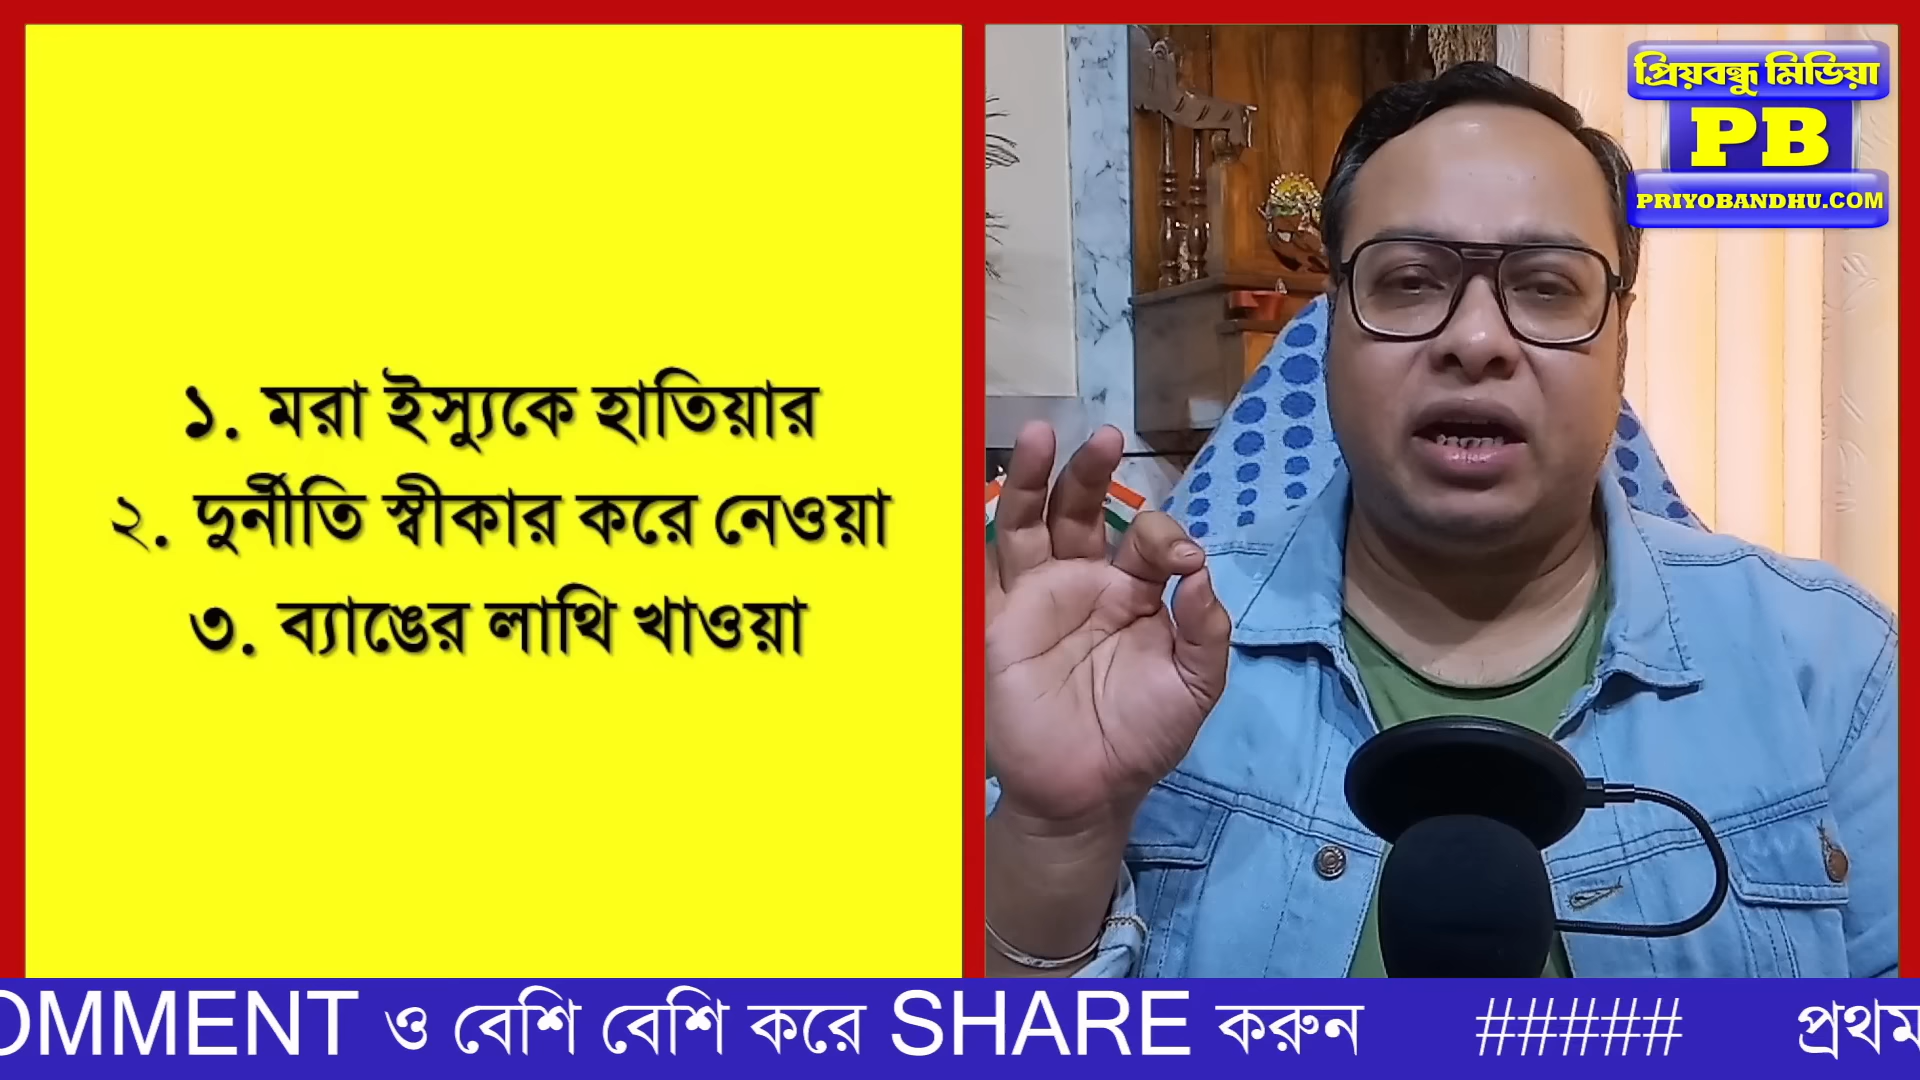 ১. মরা ইস্যুকে হাতিয়ার
২. দুর্নীতি স্বীকার করে নেওয়া
৩. ব্যাঙের লাথি খাওয়া
প্রিয়বন্ধু মিডিয়া
PB
PRIYOBANDHU.COM
OMMENT ও বেশি বেশি করে SHARE করুন ##### প্রথম